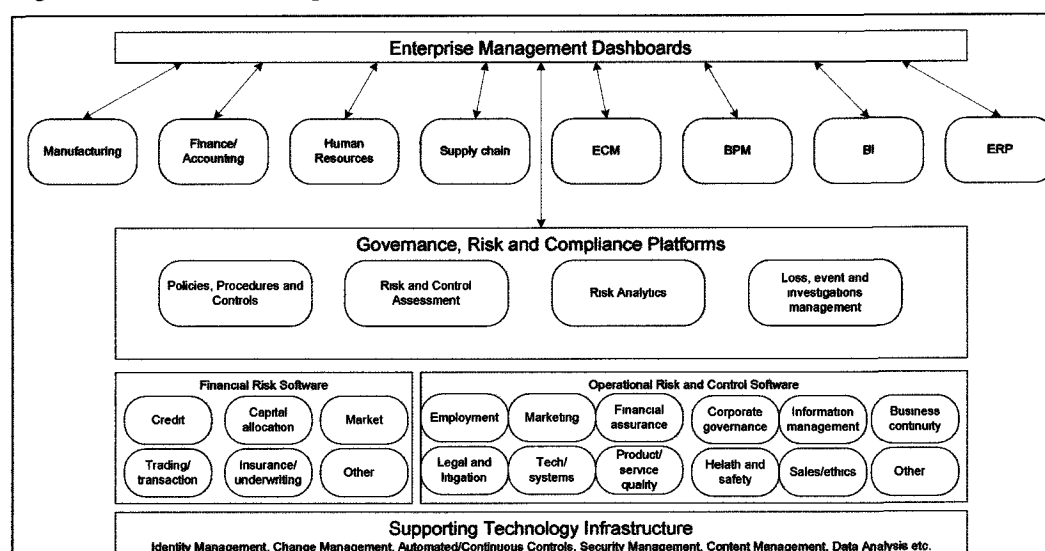 Enterprise Management Dashboards
Manufacturing
Finance/
Accounting
Human
Resources
Supply chain
ECM
BPM
BI
ERP
Governance, Risk and Compliance Platforms
Policies, Procedures and
Controls
Risk and Control
Assessment
Risk Analytics
Loss, event and
investigations
management
Financial Risk Software
Credit
Capital
allocation
Market
Trading/
transaction
Insurance/
underwriting
Other
Operational Risk and Control Software
Employment
Marketing
Financial
assurance
Corporate
governance
Information
management
Business
continuity
Legal and
litigation
Tech/
systems
Product/
service
quality
Helath and
safety
Sales/ethics
Other
Supporting Technology Infrastructure
Identity Management, Change Management, Automated/Continuous Controls, Security Management, Content Management, Data Analysis etc.